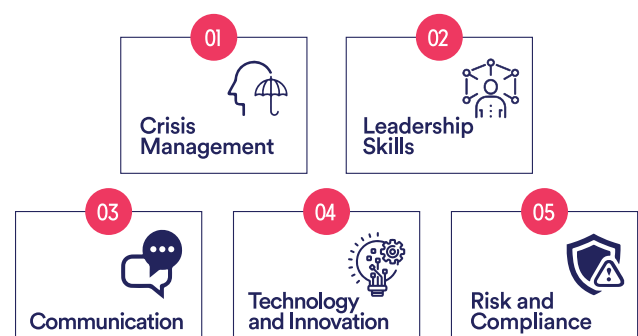 01
Crisis
Management
02
Leadership
Skills
03
Communication
04
Technology
and Innovation
05
Risk and
Compliance